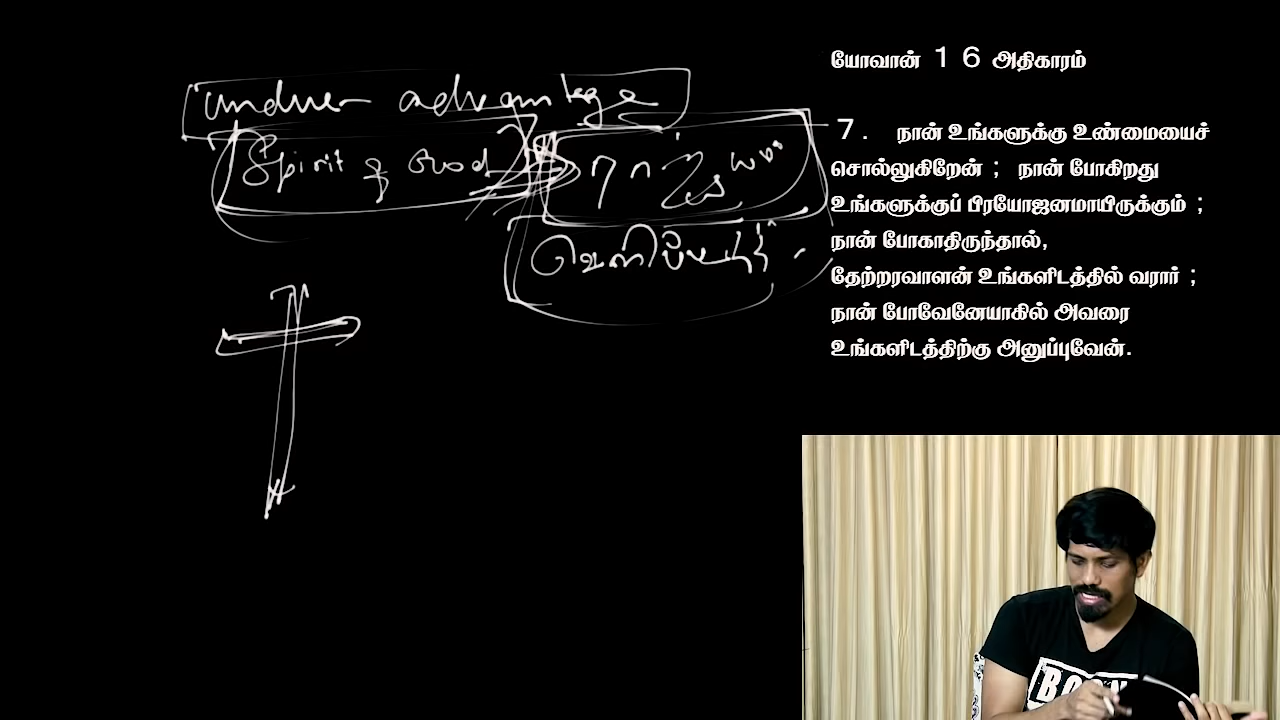 under advantage
Spirit of God
வெளிப்படு
யோவான் 16 அதிகாரம்
7. நான் உங்களுக்கு உண்மையைச்
சொல்லுகிறேன் ; நான் போகிறது
உங்களுக்குப் பிரயோஜனமாயிருக்கும் ;
நான் போகாதிருந்தால்,
தேற்றரவாளன் உங்களிடத்தில் வரார் ;
நான் போவேனேயாகில் அவரை
உங்களிடத்திற்கு அனுப்புவேன்.